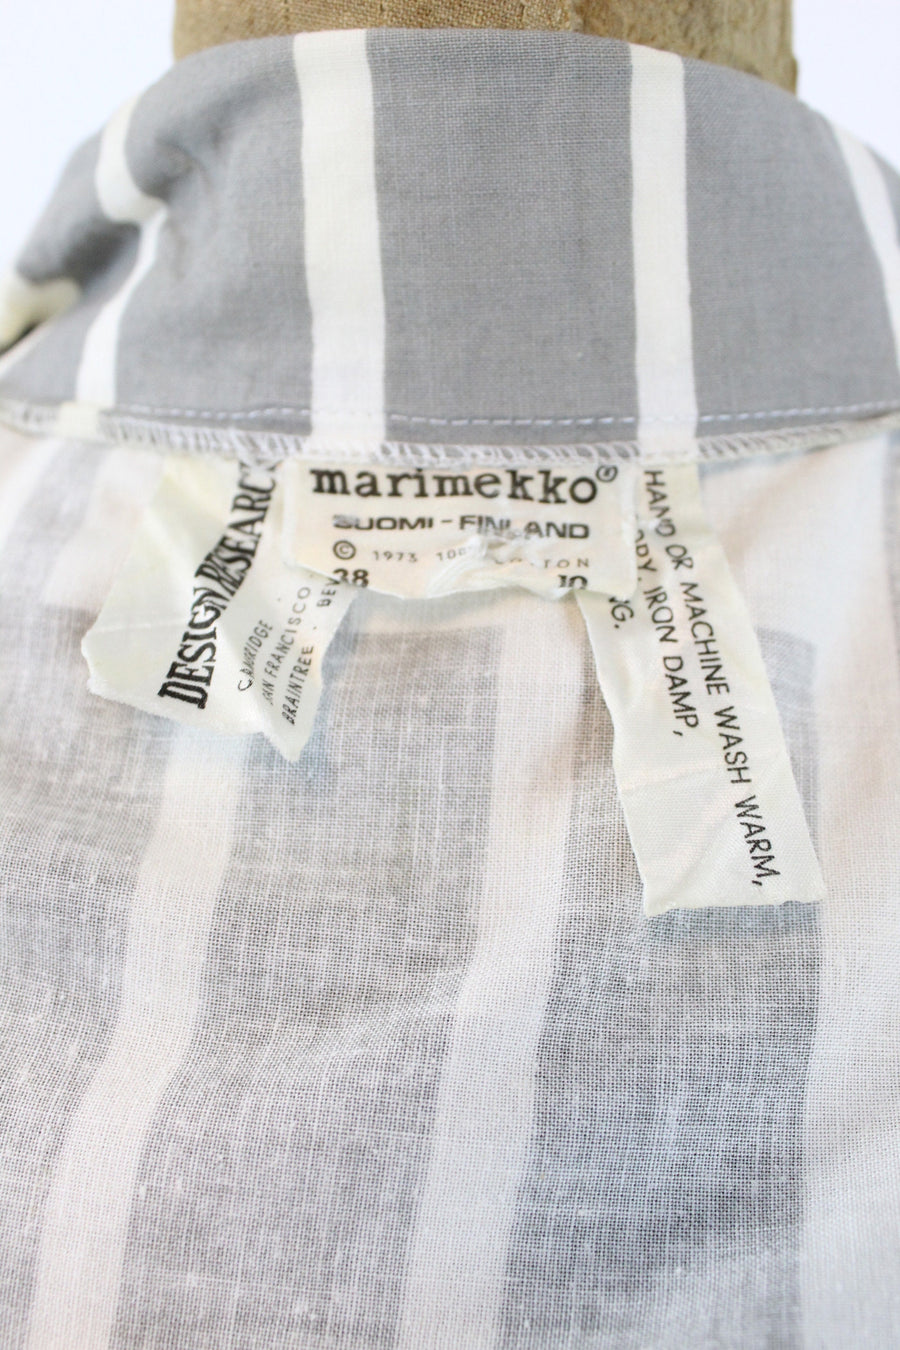 marimekko®
SUOMI - FINLAND
© 1973
38 10
DESIGN RESEARCH
CAMBRIDGE
SAN FRANCISCO
BRAINTREE .
HAND OR MACHINE WASH WARM,
IRON DAMP,